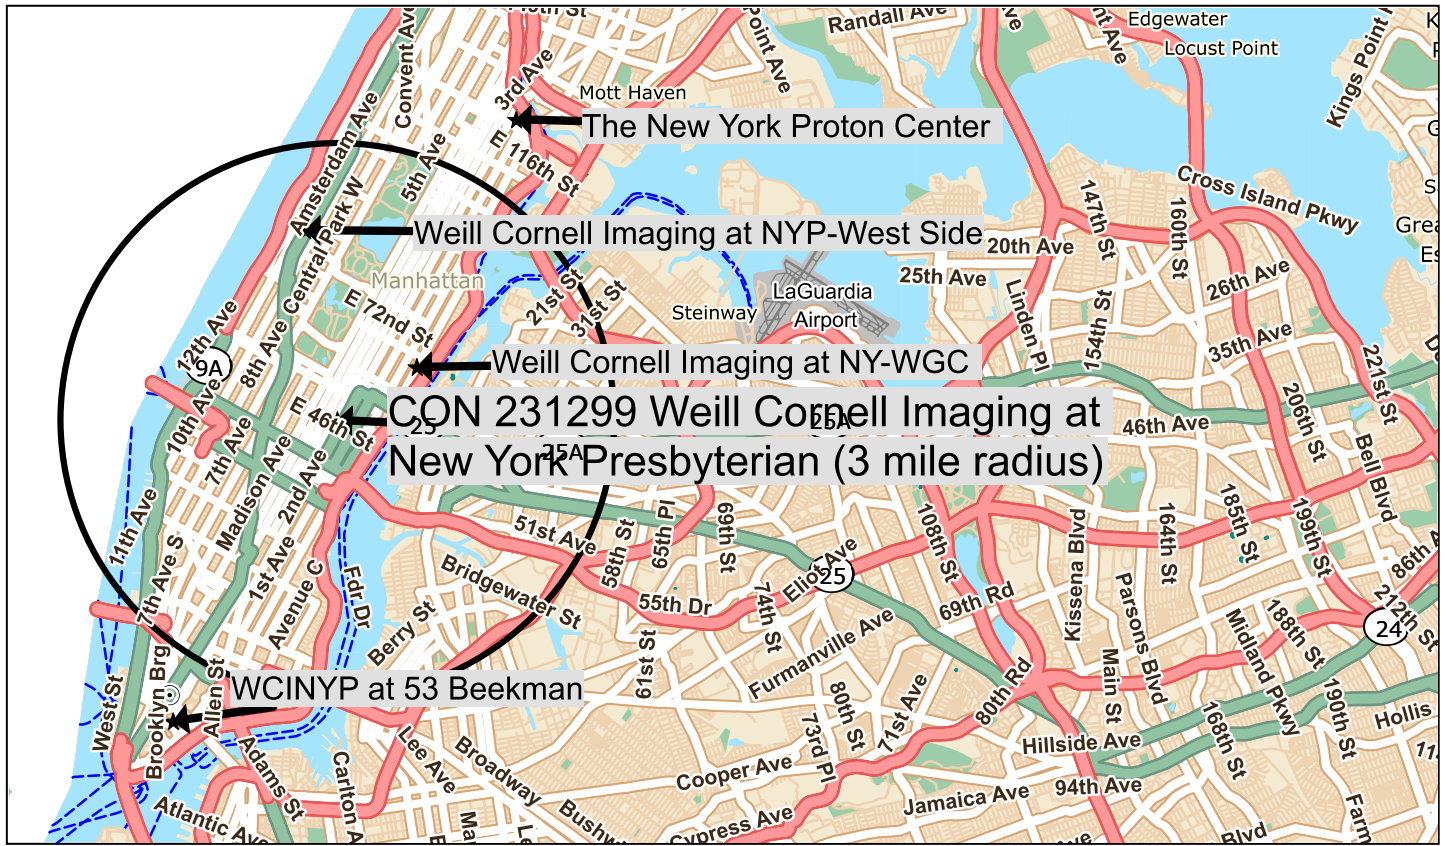 149th St
Convent Ave
3rd Ave
Mott Haven
Point Ave
Randall Ave
Edgewater
Locust Point
Kings Point
The New York Proton Center
E 116th St
Amsterdam Ave
5th Ave
Central Park W
Weill Cornell Imaging at NYP-West Side
147th St
160th St
Cross Island Pkwy
20th Ave
25th Ave
26th Ave
Manhattan
E 72nd St
21st St
31st St
Steinway
LaGuardia
Airport
Linden Pl
154th St
35th Ave
12th Ave
9A
8th Ave
Weill Cornell Imaging at NY-WGC
221st St
206th St
10th Ave
E 46th St
CON 231299 Weill Cornell Imaging at
New York Presbyterian (3 mile radius)
25
25A
25A
46th Ave
Bell Blvd
7th Ave
Madison Ave
2nd Ave
11th Ave
51st Ave
58th St
65th Pl
69th St
108th St
Kissena Blvd
164th St
185th St
199th St
86th A
7th Ave S
1st Ave
Avenue C
Fdr Dr
Bridgewater St
Berry St
55th Dr
61st St
74th St
Eliot Ave
25
69th Rd
Furmanville Ave
Parsons Blvd
Main St
Midland Pkwy
188th St
212th St
24
Brooklyn Brg
Allen St
WCINYP at 53 Beekman
West St
80th St
71st Ave
73rd Pl
80th Rd
Hillside Ave
168th St
190th St
Hollis
Adams St
Atlantic Ave
Carlton A
Lee Ave
Broadway
Bushw
Cooper Ave
Cypress Ave
Jamaica Ave
94th Ave
Blvd
Farm